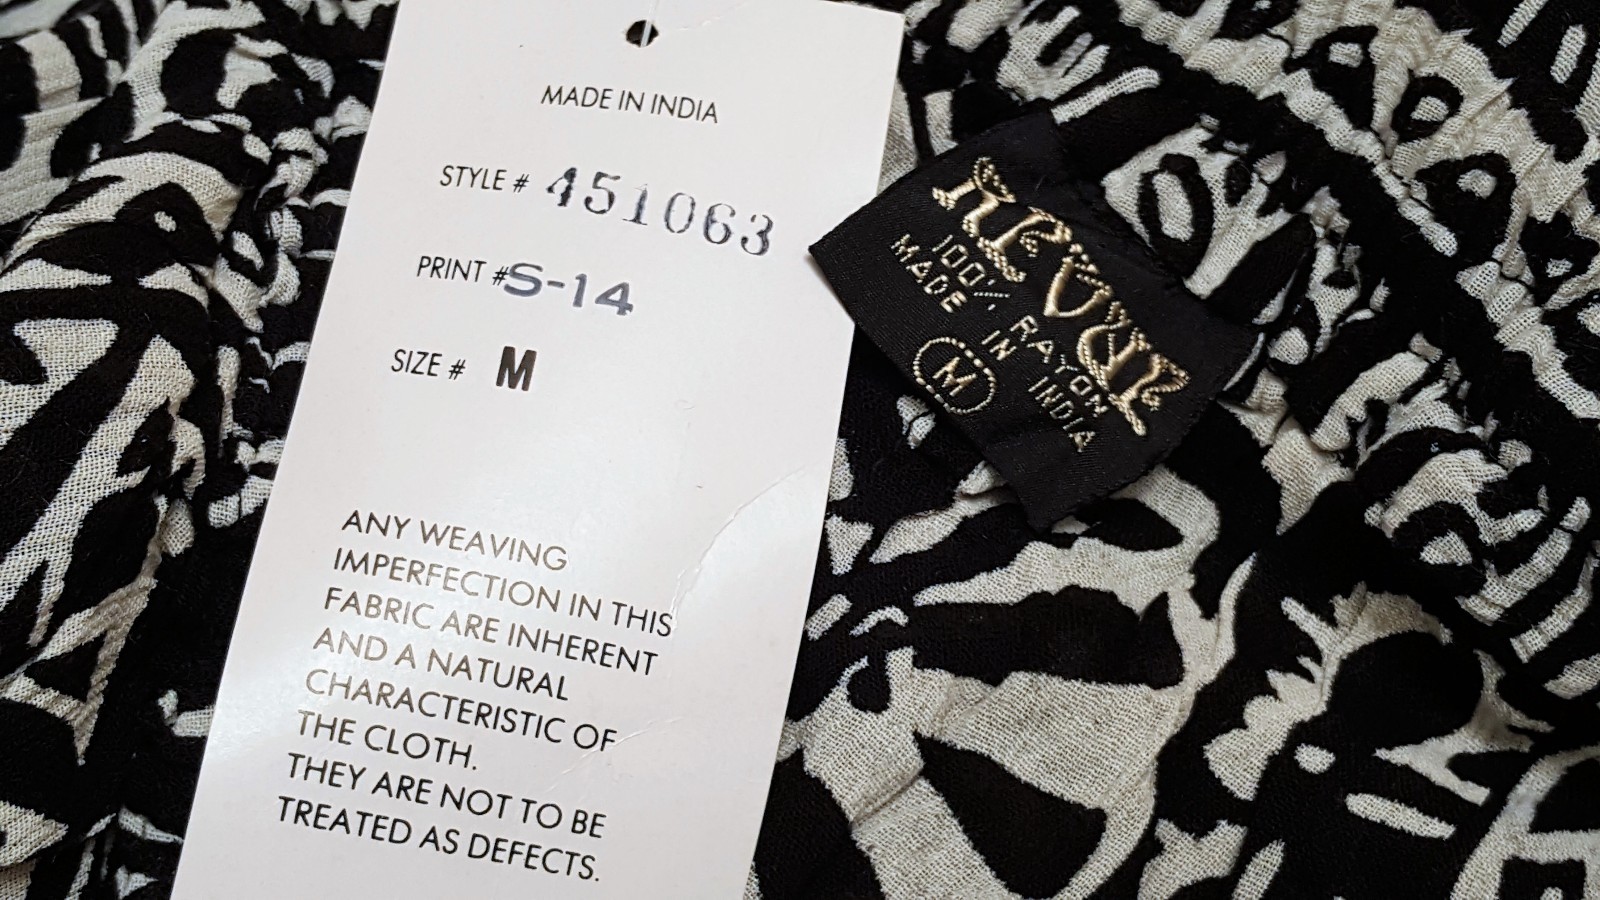 MADE IN INDIA
STYLE # 451063
PRINT # S-14
SIZE # M
ANY WEAVING
IMPERFECTION IN THIS
FABRIC ARE INHERENT
AND A NATURAL
CHARACTERISTIC OF
THE CLOTH.
THEY ARE NOT TO BE
TREATED AS DEFECTS.
100% RAYON
MADE IN INDIA
M